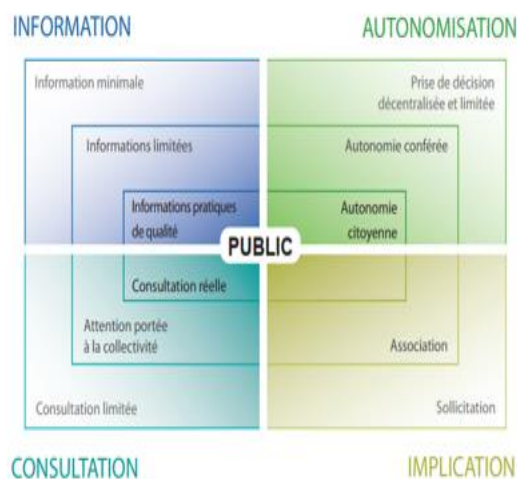 INFORMATION
AUTONOMISATION
Information minimale
Prise de décision
décentralisée et limitée
Informations limitées
Autonomie conférée
Informations pratiques
de qualité
Autonomie
citoyenne
PUBLIC
Consultation réelle
Attention portée
à la collectivité
Association
Consultation limitée
Sollicitation
CONSULTATION
IMPLICATION